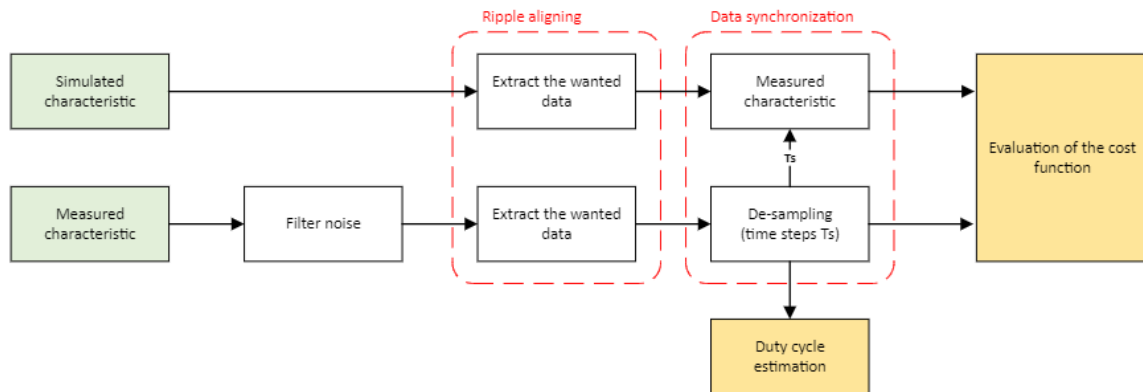 Ripple aligning
Data synchronization
Simulated
characteristic
Extract the wanted
data
Measured
characteristic
Evaluation of the cost
function
Ts
Measured
characteristic
Filter noise
Extract the wanted
data
De-sampling
(time steps Ts)
Duty cycle
estimation